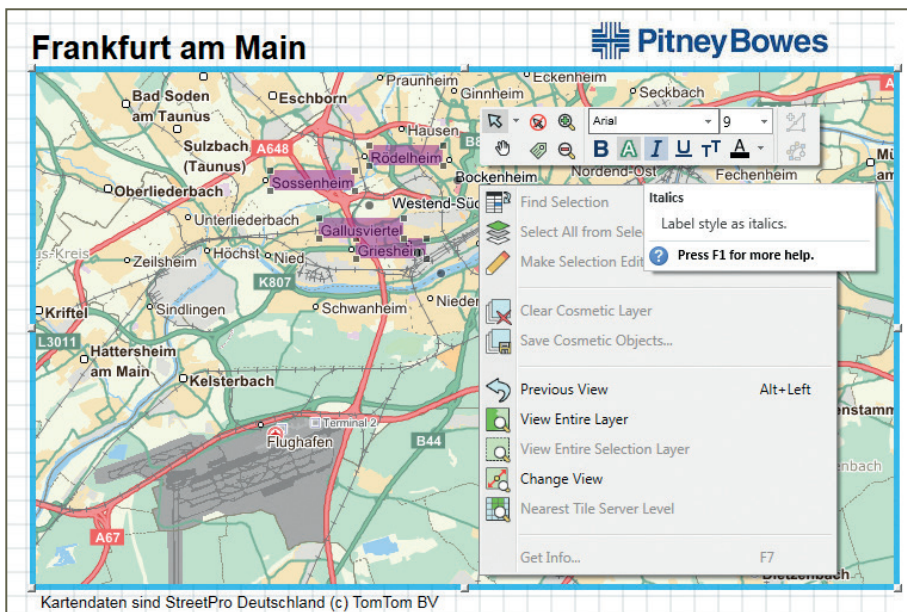 Frankfurt am Main
Pitney Bowes
Praunheim
Eckenheim
Ginnheim
Seckbach
Bad Soden
am Taunus
Eschborn
A
Hausen
Sulzbach
(Taunus)
A648
Rödelheim
Sossenheim
Bockenheim
Nordend-Ost
Fechenheim
Oberliederbach
Westend-Süd
Unterliederbach
Gallusviertel
Griesheim
us-Kreis
Zeilsheim
Höchst
Nied
K807
Kriftel
Sindlingen
Schwanheim
Nieder
L3011
Hattersheim
am Main
Kelsterbach
Terminal 2
Flughafen
B44
A67
enstamm
enbach
Dietzenbach
Arial
9
B A I U TT A
Italics
Label style as italics.
Press F1 for more help.
Find Selection
Select All from Sele
Make Selection Edit
Clear Cosmetic Layer
Save Cosmetic Objects...
Previous View Alt+Left
View Entire Layer
View Entire Selection Layer
Change View
Nearest Tile Server Level
Get Info... F7
Kartendaten sind StreetPro Deutschland (c) TomTom BV